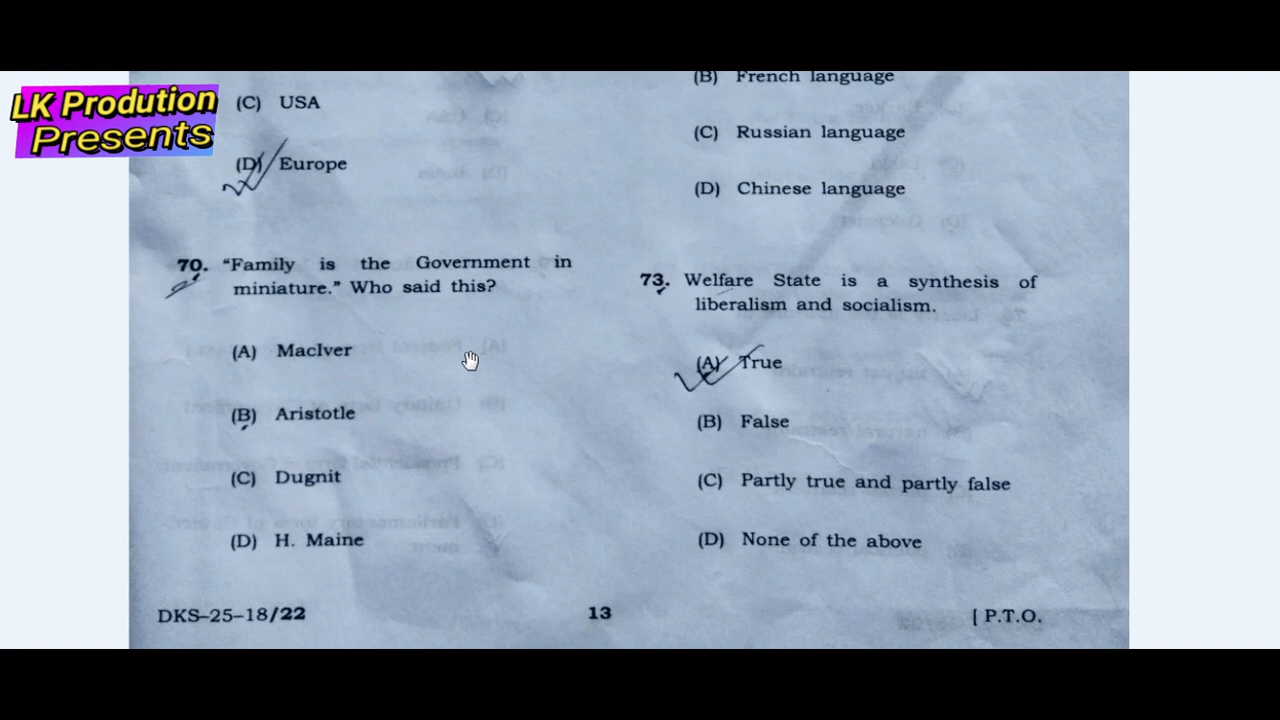 LK Prodution
Presents
(C) USA
(D) Europe
70. “Family is the Government in
miniature.” Who said this?
(A) MacIver
(B) Aristotle
(C) Dugnit
(D) H. Maine
(B) French language
(C) Russian language
(D) Chinese language
73. Welfare State is a synthesis of
liberalism and socialism.
(A) True
(B) False
(C) Partly true and partly false
(D) None of the above
DKS–25–18/22
13
[ P.T.O.